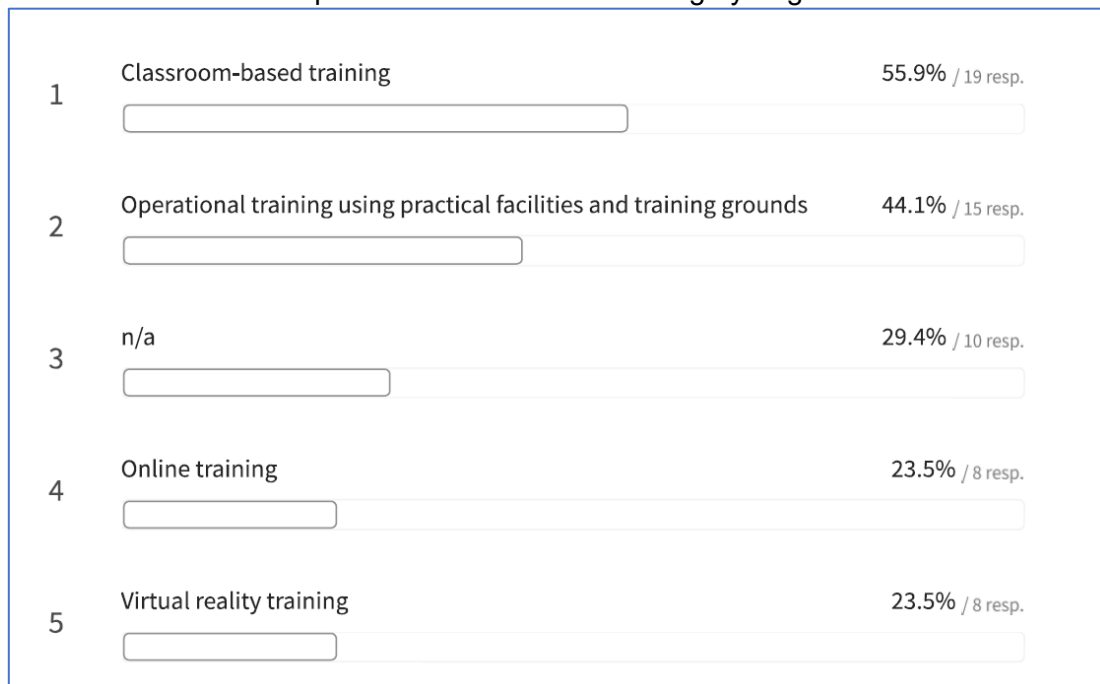 1
Classroom-based training
55.9% / 19 resp.
2
Operational training using practical facilities and training grounds
44.1% / 15 resp.
3
n/a
29.4% / 10 resp.
4
Online training
23.5% / 8 resp.
5
Virtual reality training
23.5% / 8 resp.